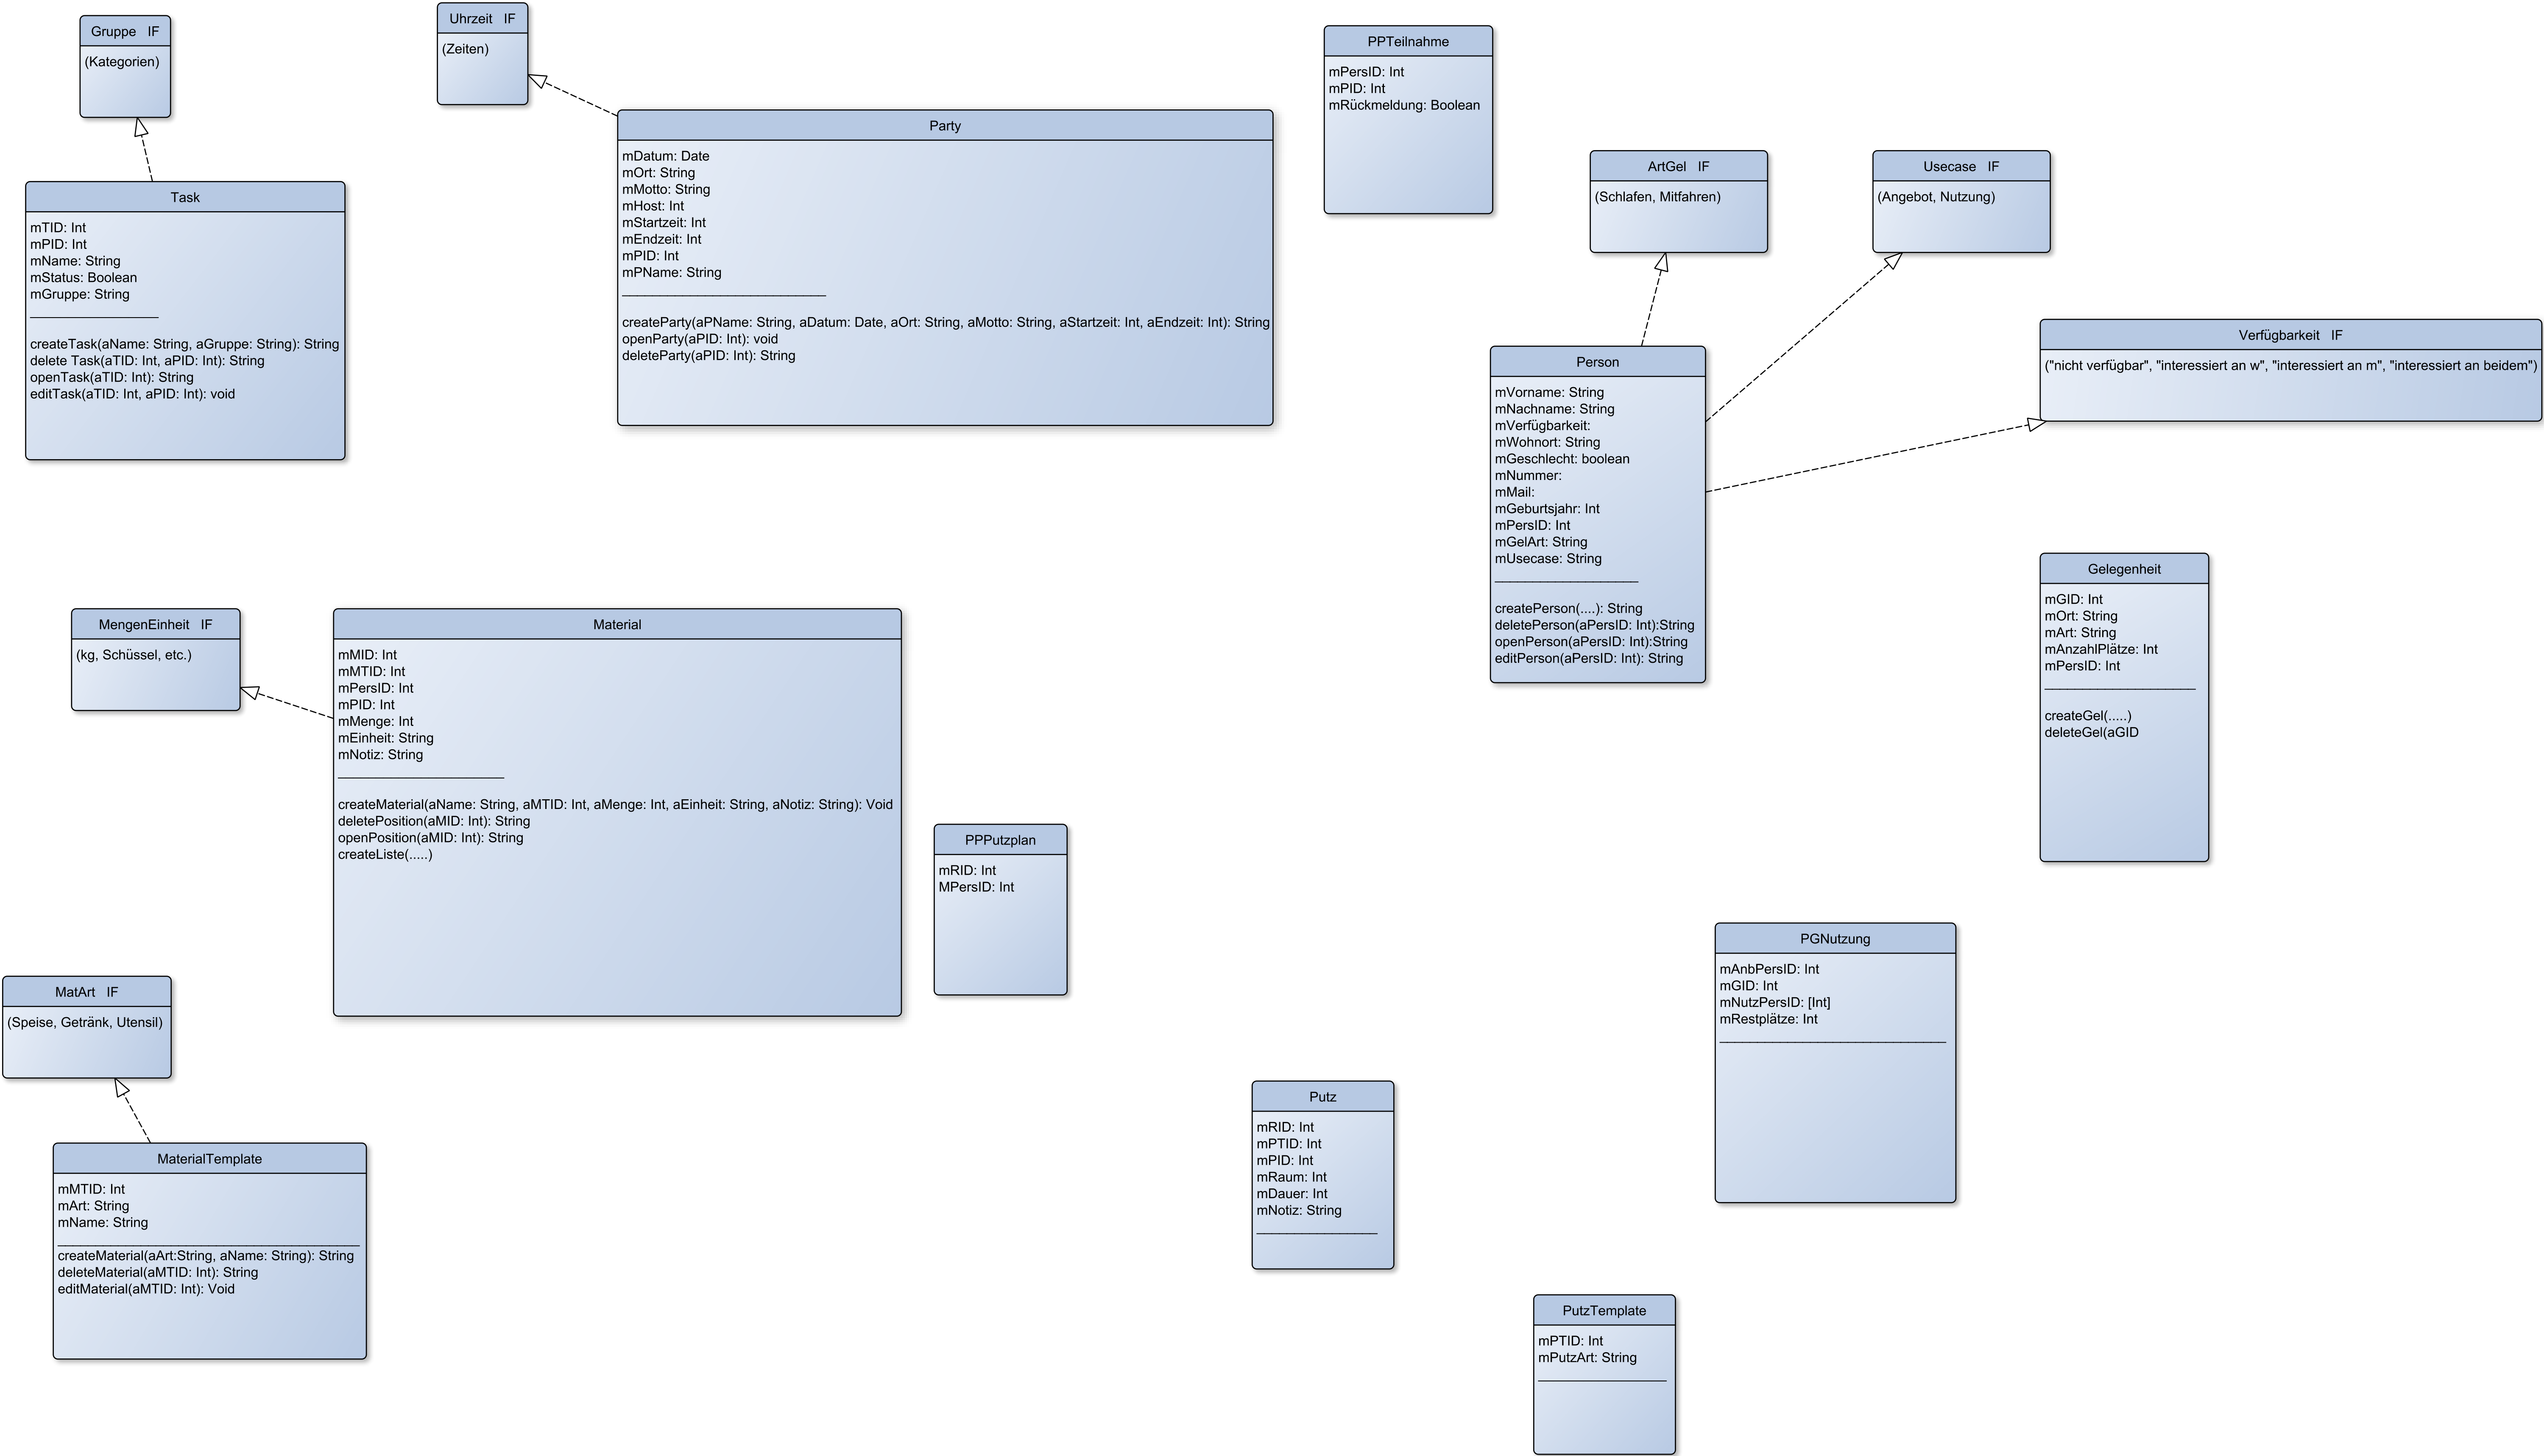 Gruppe   IF
(Kategorien)
Uhrzeit   IF
(Zeiten)
PPTeilnahme
mPersID: Int
mPID: Int
mRückmeldung: Boolean
Party
mDatum: Date
mOrt: String
mMotto: String
mHost: Int
mStartzeit: Int
mEndzeit: Int
mPID: Int
mPName: String
createParty(aPName: String, aDatum: Date, aOrt: String, aMotto: String, aStartzeit: Int, aEndzeit: Int): String
openParty(aPID: Int): void
deleteParty(aPID: Int): String
ArtGel   IF
(Schlafen, Mitfahren)
Usecase   IF
(Angebot, Nutzung)
Task
mTID: Int
mPID: Int
mName: String
mStatus: Boolean
mGruppe: String
createTask(aName: String, aGruppe: String): String
delete Task(aTID: Int, aPID: Int): String
openTask(aTID: Int): String
editTask(aTID: Int, aPID: Int): void
Verfügbarkeit   IF
("nicht verfügbar", "interessiert an w", "interessiert an m", "interessiert an beidem")
Person
mVorname: String
mNachname: String
mVerfügbarkeit:
mWohnort: String
mGeschlecht: boolean
mNummer:
mMail:
mGeburtsjahr: Int
mPersID: Int
mGelArt: String
mUsecase: String
createPerson(....): String
deletePerson(aPersID: Int):String
openPerson(aPersID: Int):String
editPerson(aPersID: Int): String
Gelegenheit
mGID: Int
mOrt: String
mArt: String
mAnzahlPlätze: Int
mPersID: Int
createGel(.....)
deleteGel(aGID
MengenEinheit   IF
(kg, Schüssel, etc.)
Material
mMID: Int
mMTID: Int
mPersID: Int
mPID: Int
mMenge: Int
mEinheit: String
mNotiz: String
createMaterial(aName: String, aMTID: Int, aMenge: Int, aEinheit: String, aNotiz: String): Void
deletePosition(aMID: Int): String
openPosition(aMID: Int): String
createListe(.....)
PPPutzplan
mRID: Int
MPersID: Int
PGNutzung
mAnbPersID: Int
mGID: Int
mNutzPersID: [Int]
mRestplätze: Int
MatArt   IF
(Speise, Getränk, Utensil)
Putz
mRID: Int
mPTID: Int
mPID: Int
mRaum: Int
mDauer: Int
mNotiz: String
MaterialTemplate
mMTID: Int
mArt: String
mName: String
createMaterial(aArt:String, aName: String): String
deleteMaterial(aMTID: Int): String
editMaterial(aMTID: Int): Void
PutzTemplate
mPTID: Int
mPutzArt: String